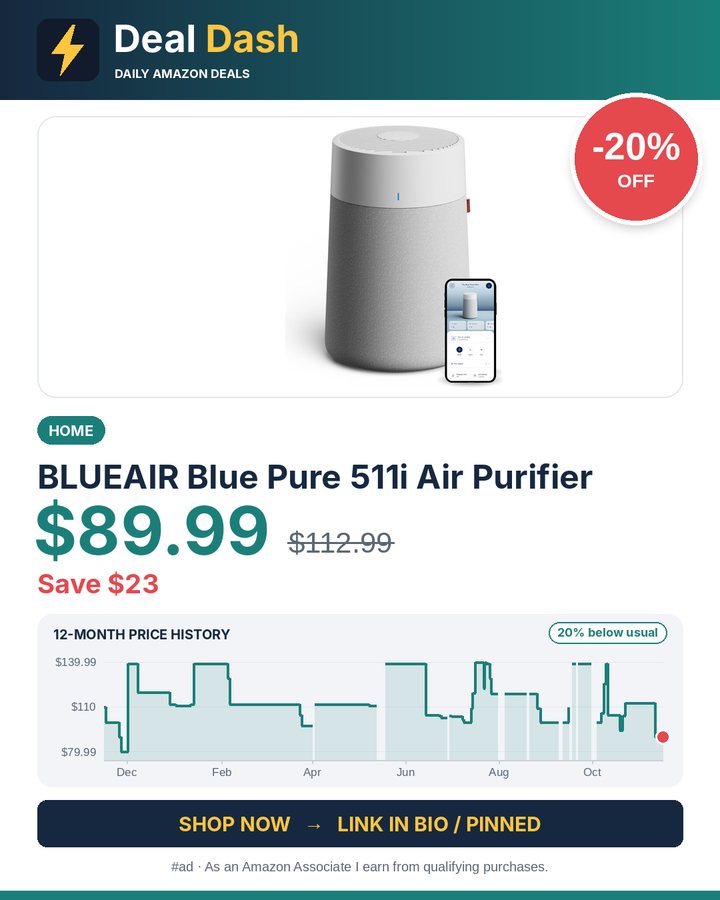 Deal Dash
DAILY AMAZON DEALS
-20%
OFF
HOME
BLUEAIR Blue Pure 511i Air Purifier
$89.99 $112.99
Save $23
12-MONTH PRICE HISTORY
20% below usual
$139.99
$110
$79.99
Dec Feb Apr Jun Aug Oct
SHOP NOW → LINK IN BIO / PINNED
#ad · As an Amazon Associate I earn from qualifying purchases.